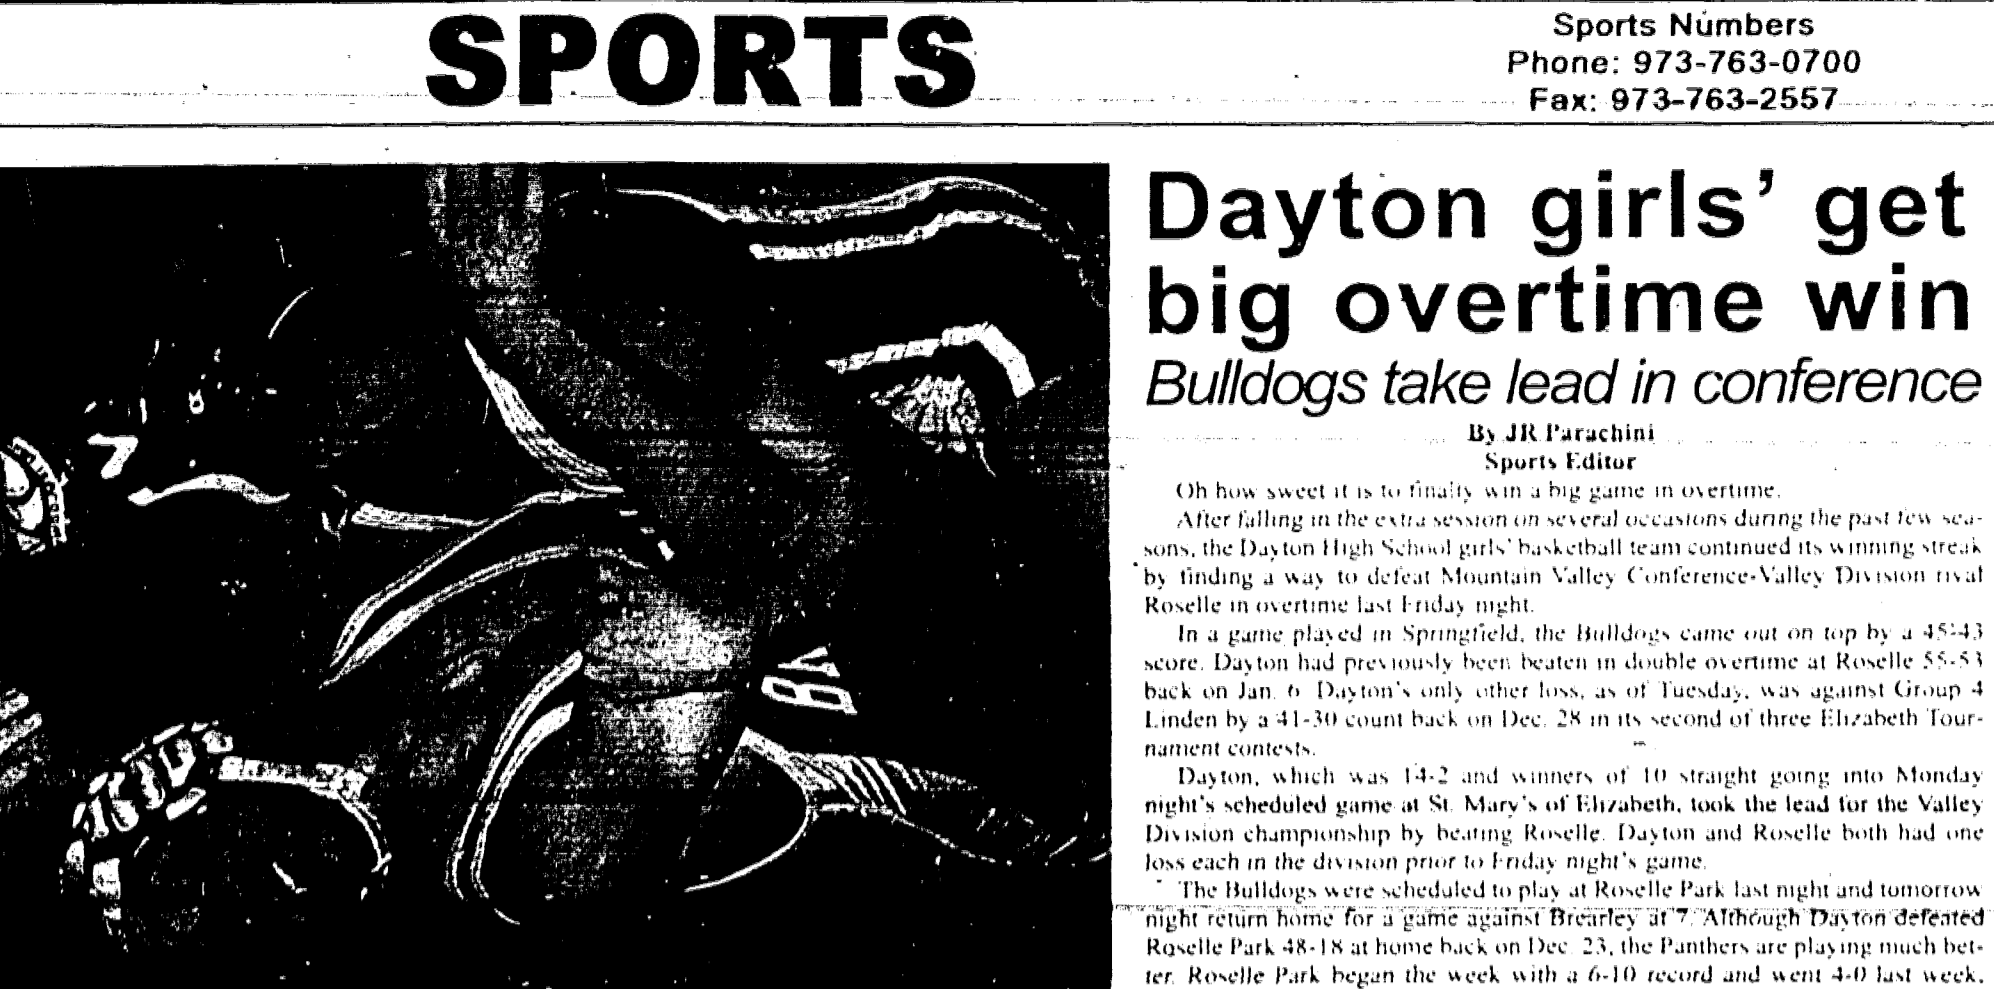 SPORTS
Sports Numbers
Phone: 973-763-0700
Fax: 973-763-2557
Dayton girls' get
big overtime win
Bulldogs take lead in conference
By JR Parachini
Sports Editor
Oh how sweet it is to finally win a big game in overtime.
After falling in the extra session on several occasions during the past few sea-
sons, the Dayton High School girls' basketball team continued its winning streak
by finding a way to defeat Mountain Valley Conference-Valley Division rival
Roselle in overtime last Friday night.
In a game played in Springfield, the Bulldogs came out on top by a 45-43
score. Dayton had previously been beaten in double overtime at Roselle 55-53
back on Jan. 6. Dayton's only other loss, as of Tuesday, was against Group 4
Linden by a 41-30 count back on Dec. 28 in its second of three Elizabeth Tour-
nament contests.
Dayton, which was 14-2 and winners of 10 straight going into Monday
night's scheduled game at St. Mary's of Elizabeth, took the lead for the Valley
Division championship by beating Roselle. Dayton and Roselle both had one
loss each in the division prior to Friday night's game.
The Bulldogs were scheduled to play at Roselle Park last night and tomorrow
night return home for a game against Brearley at 7. Although Dayton defeated
Roselle Park 48-18 at home back on Dec. 23, the Panthers are playing much bet-
ter. Roselle Park began the week with a 6-10 record and went 4-0 last week,